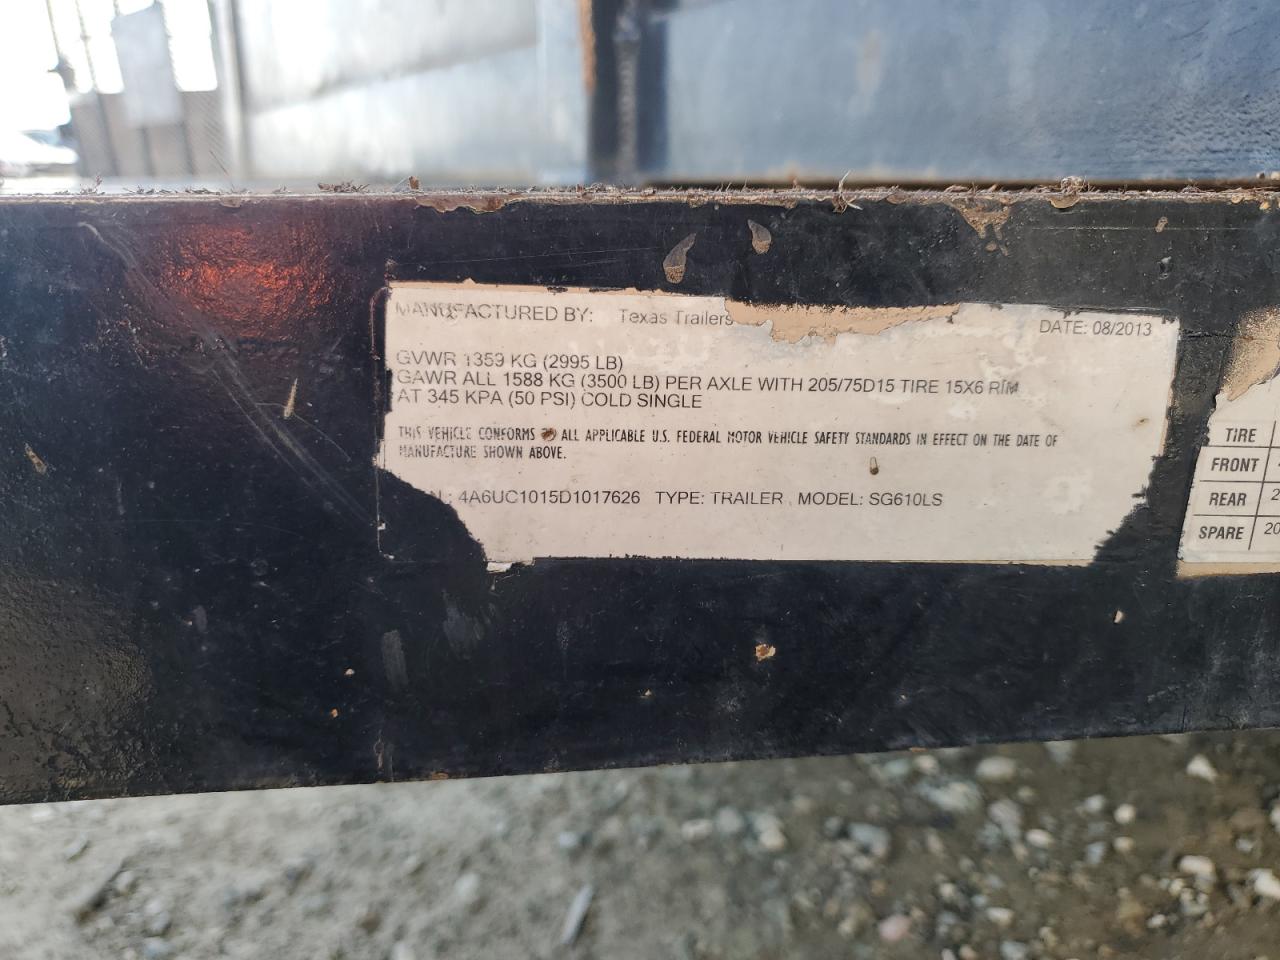 MANUFACTURED BY: Texas Trailers
DATE: 08/2013
GVWR 1359 KG (2995 LB)
GAWR ALL 1588 KG (3500 LB) PER AXLE WITH 205/75D15 TIRE 15X6 RIM
AT 345 KPA (50 PSI) COLD SINGLE
THIS VEHICLE CONFORMS TO ALL APPLICABLE U.S. FEDERAL MOTOR VEHICLE SAFETY STANDARDS IN EFFECT ON THE DATE OF
MANUFACTURE SHOWN ABOVE.
N: 4A6UC1015D1017626 TYPE: TRAILER MODEL: SG610LS
TIRE
FRONT
REAR 2
SPARE 20